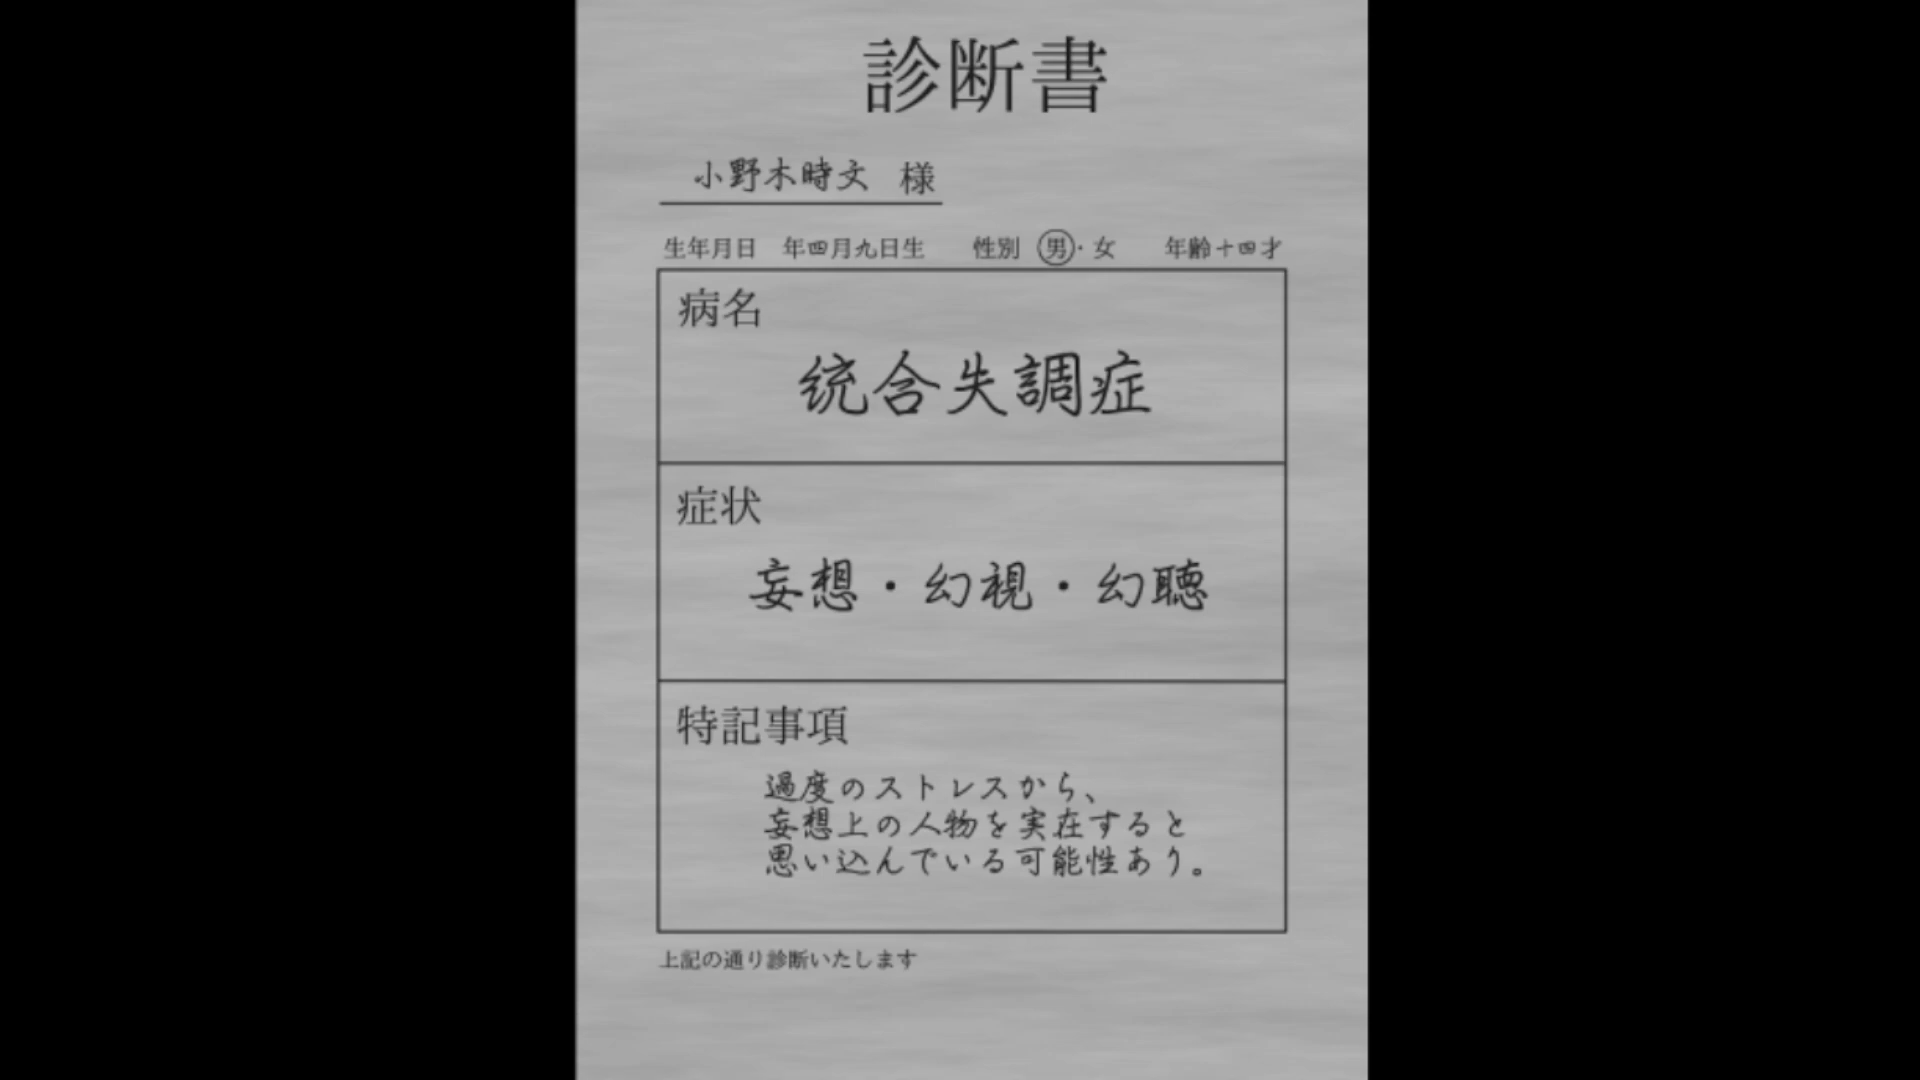 診断書
小野木時文 様
生年月日 年四月九日生 性別 男・女 年齢十四才
病名
統合失調症
症状
妄想・幻視・幻聴
特記事項
過度のストレスから、
妄想上の人物を実在すると
思い込んでいる可能性あり。
上記の通り診断いたします